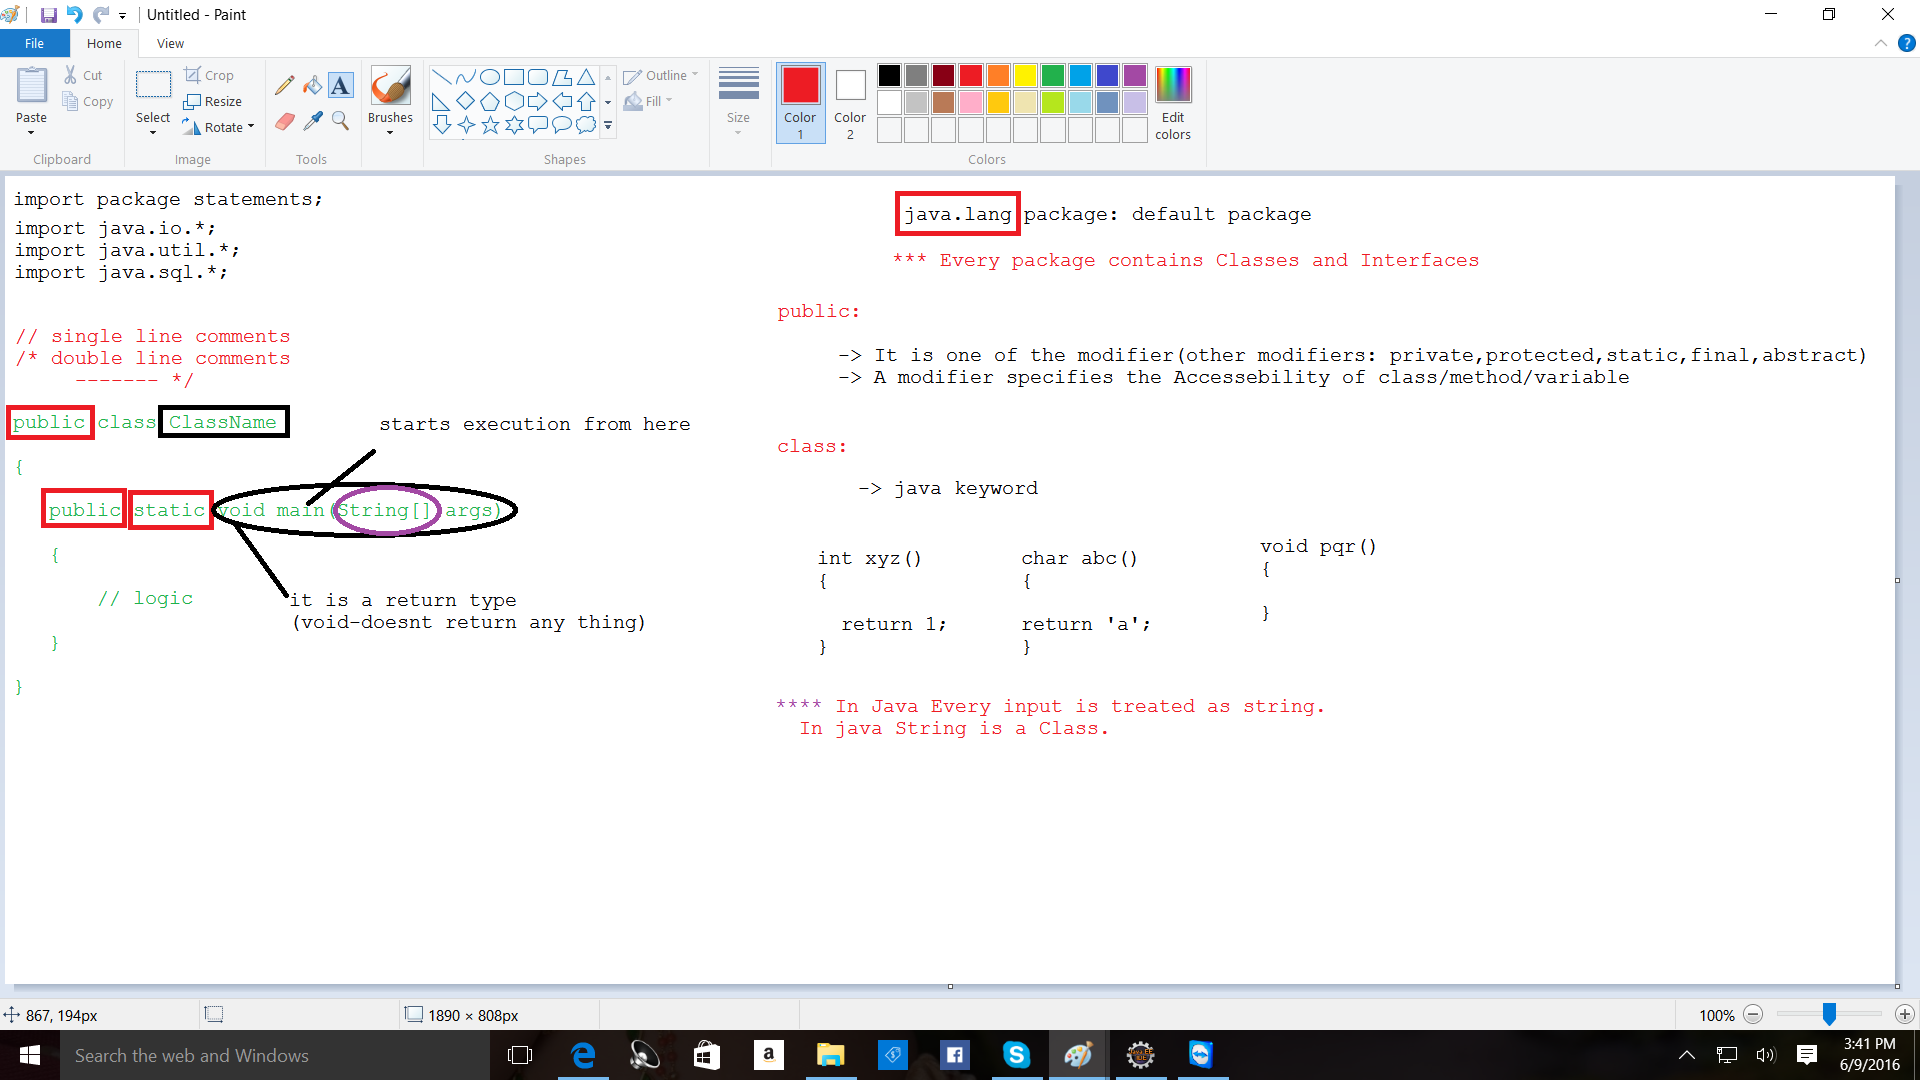 Untitled - Paint
File
Home
View
Paste
Cut
Copy
Clipboard
Select
Crop
Resize
Rotate
Image
A
Tools
Brushes
Outline
Fill
Shapes
Size
Color 1
Color 2
Edit colors
Colors
?
import package statements;
import java.io.*;
import java.util.*;
import java.sql.*;
// single line comments
/* double line comments
------- */
public class ClassName
starts execution from here
{
public static void main(String[] args)
{
// logic
it is a return type
(void-doesnt return any thing)
}
}
java.lang package: default package
*** Every package contains Classes and Interfaces
public:
-> It is one of the modifier(other modifiers: private,protected,static,final,abstract)
-> A modifier specifies the Accessebility of class/method/variable
class:
-> java keyword
int xyz()
{
return 1;
}
char abc()
{
return 'a';
}
void pqr()
{
}
**** In Java Every input is treated as string.
In java String is a Class.
867, 194px
1890 × 808px
100%
Search the web and Windows
3:41 PM
6/9/2016